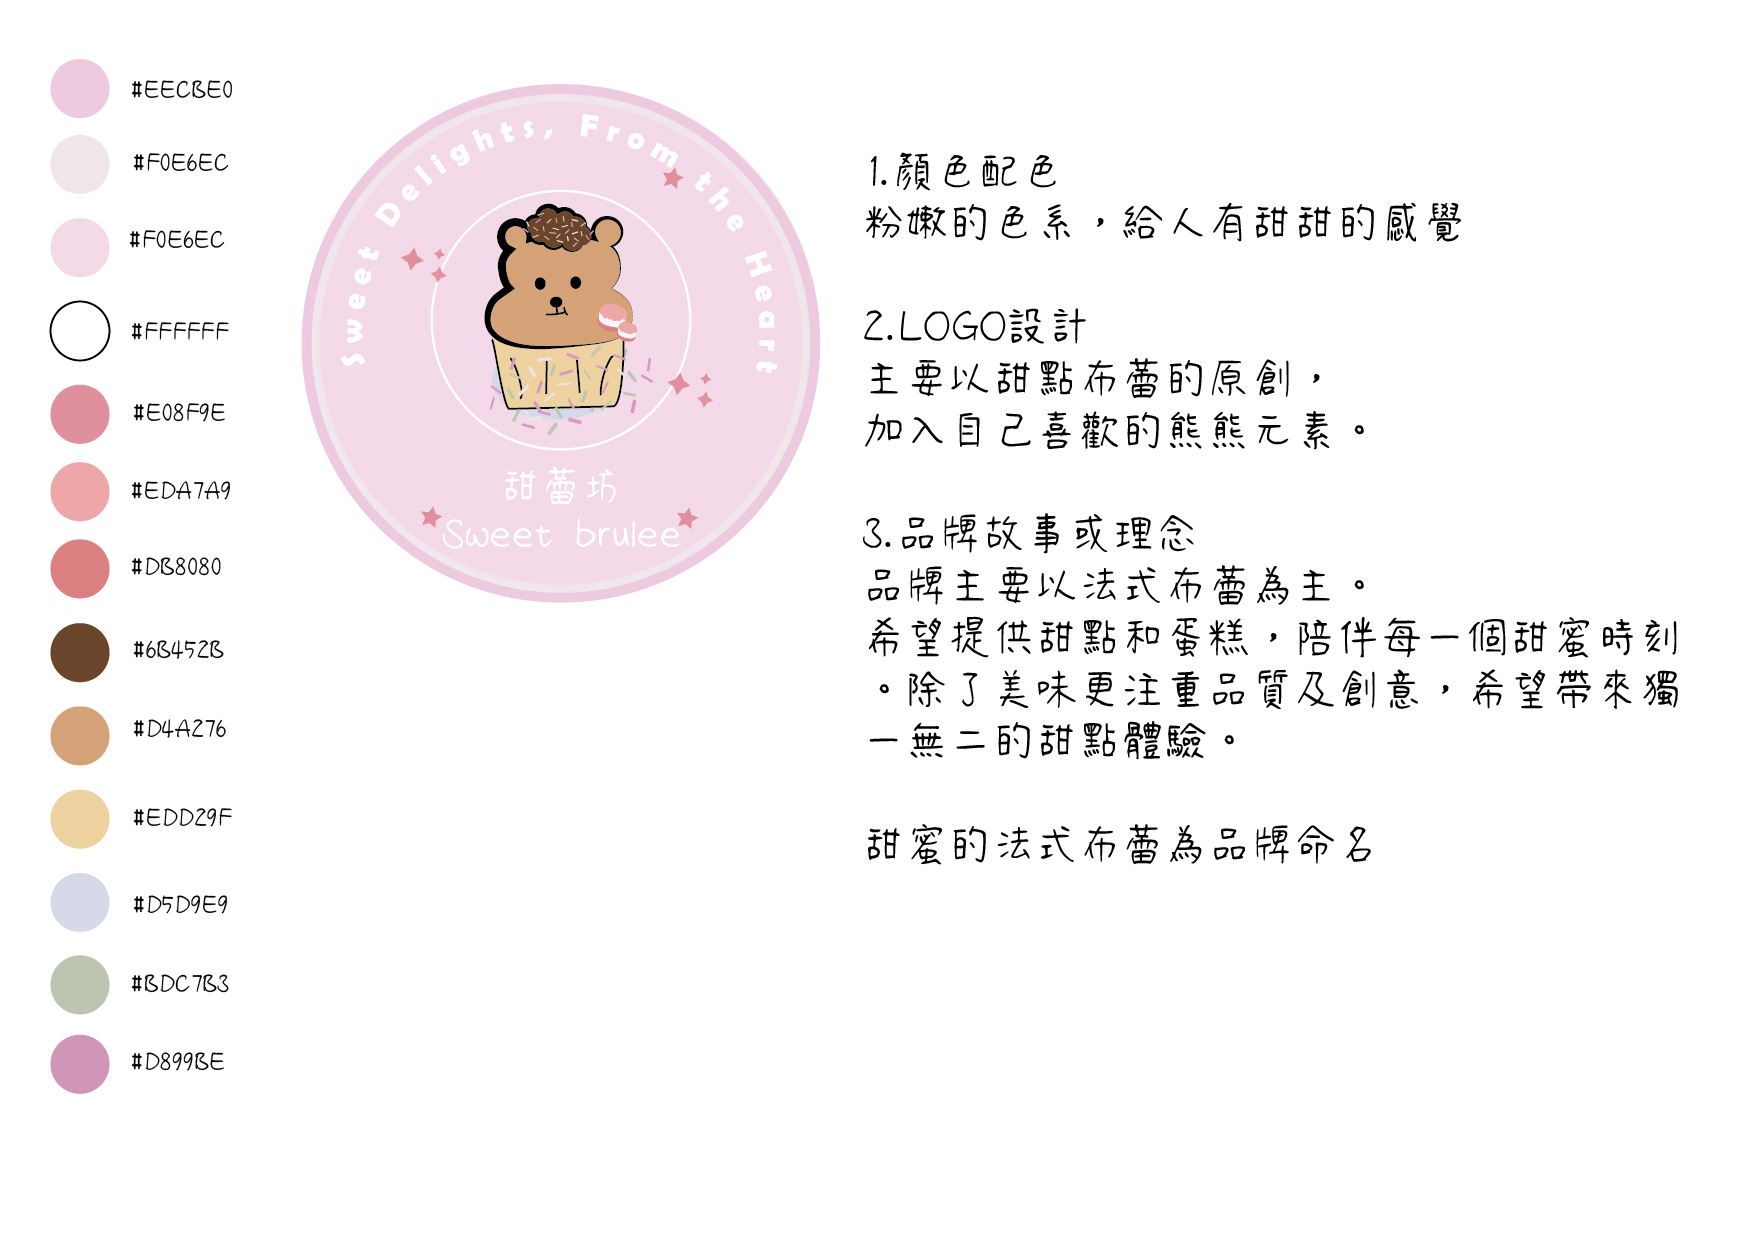 #EECBE0
#F0E6EC
#F0E6EC
#FFFFFF
#E08F9E
#EDA7A9
#DB8080
#6B452B
#D4A276
#EDD29F
#D5D9E9
#BDC7B3
#D899BE
Sweet Delights, From the Heart
甜蕾坊
Sweet brulee
1.顏色配色
粉嫩的色系，給人有甜甜的感覺
2.LOGO設計
主要以甜點布蕾的原創，
加入自己喜歡的熊熊元素。
3.品牌故事或理念
品牌主要以法式布蕾為主。
希望提供甜點和蛋糕，陪伴每一個甜蜜時刻
。除了美味更注重品質及創意，希望帶來獨
一無二的甜點體驗。
甜蜜的法式布蕾為品牌命名